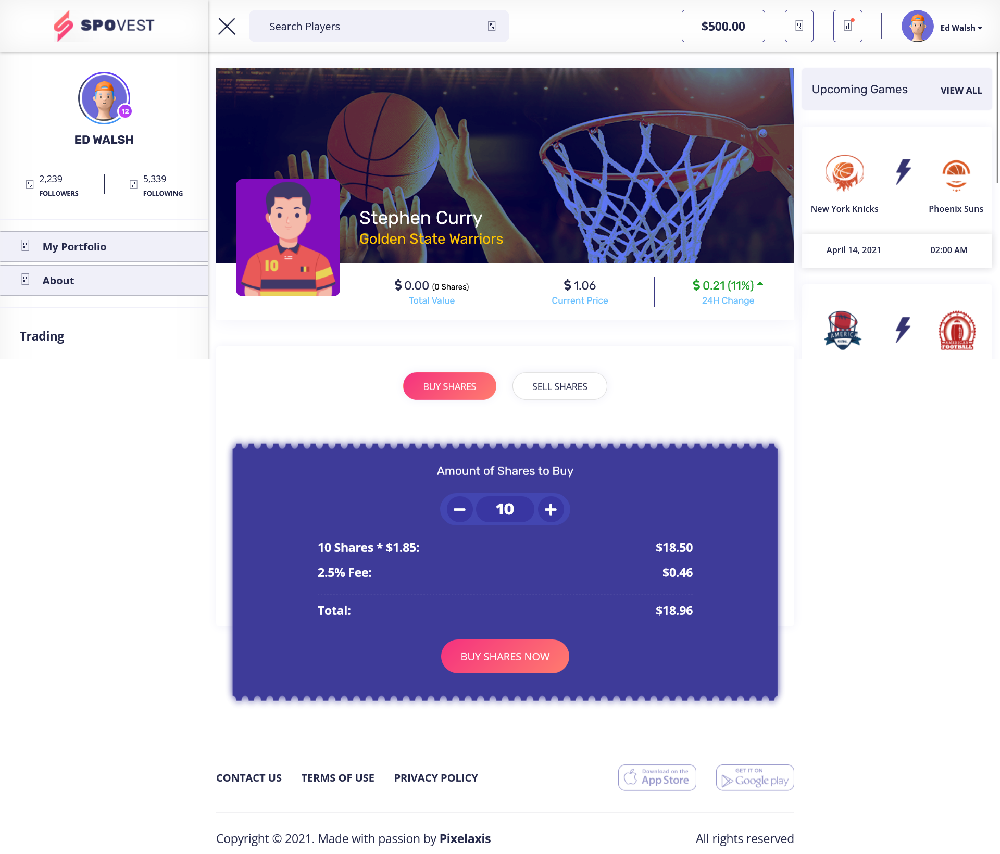 SPOVEST
Search Players
$500.00
Ed Walsh
12
ED WALSH
2,239
FOLLOWERS
5,339
FOLLOWING
My Portfolio
About
Trading
Stephen Curry
Golden State Warriors
10
$ 0.00 (0 Shares)
Total Value
$ 1.06
Current Price
$ 0.21 (11%)
24H Change
Upcoming Games
VIEW ALL
New York Knicks
Phoenix Suns
April 14, 2021
02:00 AM
AMERICA
FOOTBALL
AMERICAN
FOOTBALL
BUY SHARES
SELL SHARES
Amount of Shares to Buy
− 10 +
10 Shares * $1.85:
$18.50
2.5% Fee:
$0.46
Total:
$18.96
BUY SHARES NOW
CONTACT US
TERMS OF USE
PRIVACY POLICY
Download on the
App Store
GET IT ON
Google play
Copyright © 2021. Made with passion by Pixelaxis
All rights reserved